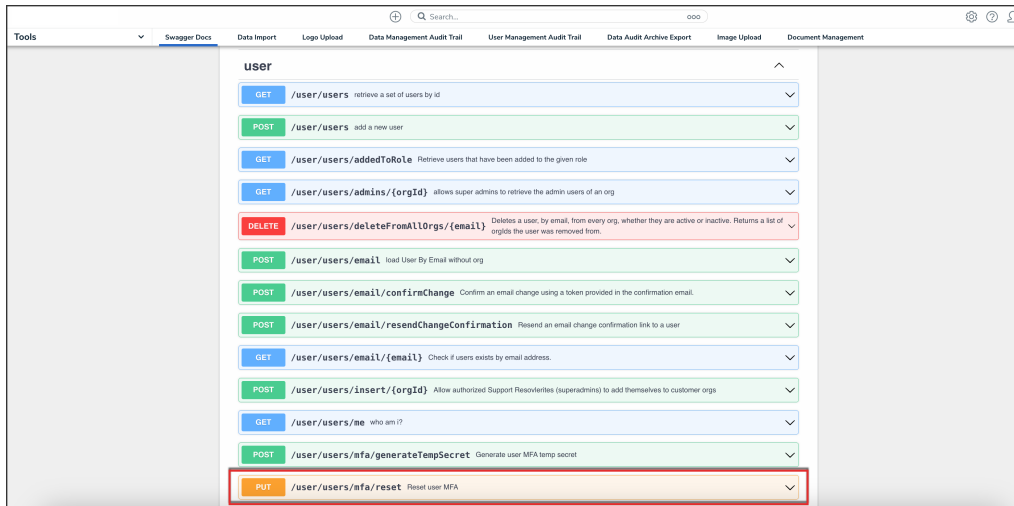 Search...
Tools
Swagger Docs Data Import Logo Upload Data Management Audit Trail User Management Audit Trail Data Audit Archive Export Image Upload Document Management
user
GET /user/users retrieve a set of users by id
POST /user/users add a new user
GET /user/users/addedToRole Retrieve users that have been added to the given role
GET /user/users/admins/{orgId} allows super admins to retrieve the admin users of an org
DELETE /user/users/deleteFromAllOrgs/{email} Deletes a user, by email, from every org, whether they are active or inactive. Returns a list of
orgIds the user was removed from.
POST /user/users/email load User By Email without org
POST /user/users/email/confirmChange Confirm an email change using a token provided in the confirmation email.
POST /user/users/email/resendChangeConfirmation Resend an email change confirmation link to a user
GET /user/users/email/{email} Check if users exists by email address.
POST /user/users/insert/{orgId} Allow authorized Support Resovlerites (superadmins) to add themselves to customer orgs
GET /user/users/me who am i?
POST /user/users/mfa/generateTempSecret Generate user MFA temp secret
PUT /user/users/mfa/reset Reset user MFA